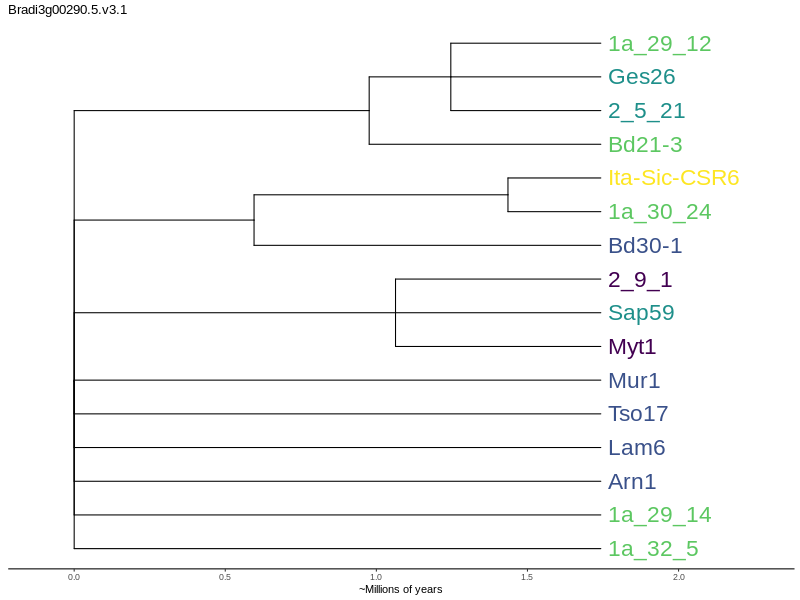 Bradi3g00290.5.v3.1
1a_29_12
Ges26
2_5_21
Bd21-3
Ita-Sic-CSR6
1a_30_24
Bd30-1
2_9_1
Sap59
Myt1
Mur1
Tso17
Lam6
Arn1
1a_29_14
1a_32_5
0.0 0.5 1.0 1.5 2.0
~Millions of years